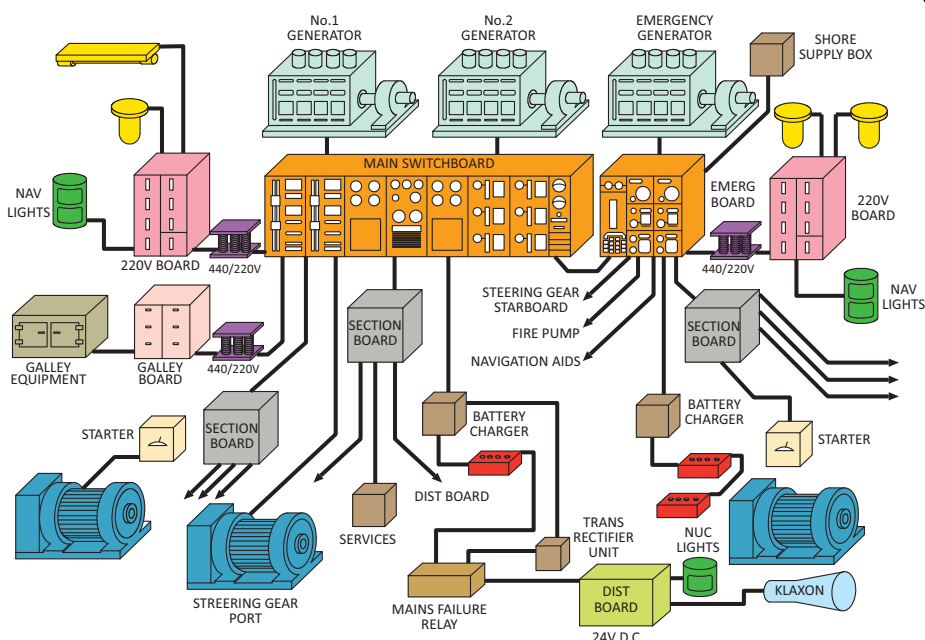 No.1
GENERATOR
No.2
GENERATOR
EMERGENCY
GENERATOR
SHORE
SUPPLY BOX
MAIN SWITCHBOARD
NAV
LIGHTS
EMERG
BOARD
220V
BOARD
220V BOARD
440/220V
440/220V
NAV
LIGHTS
STEERING GEAR
STARBOARD
FIRE PUMP
NAVIGATION AIDS
SECTION
BOARD
SECTION
BOARD
GALLEY
EQUIPMENT
GALLEY
BOARD
440/220V
STARTER
SECTION
BOARD
BATTERY
CHARGER
BATTERY
CHARGER
STARTER
DIST BOARD
SERVICES
TRANS
RECTIFIER
UNIT
NUC
LIGHTS
STREERING GEAR
PORT
MAINS FAILURE
RELAY
DIST
BOARD
KLAXON
24V D.C